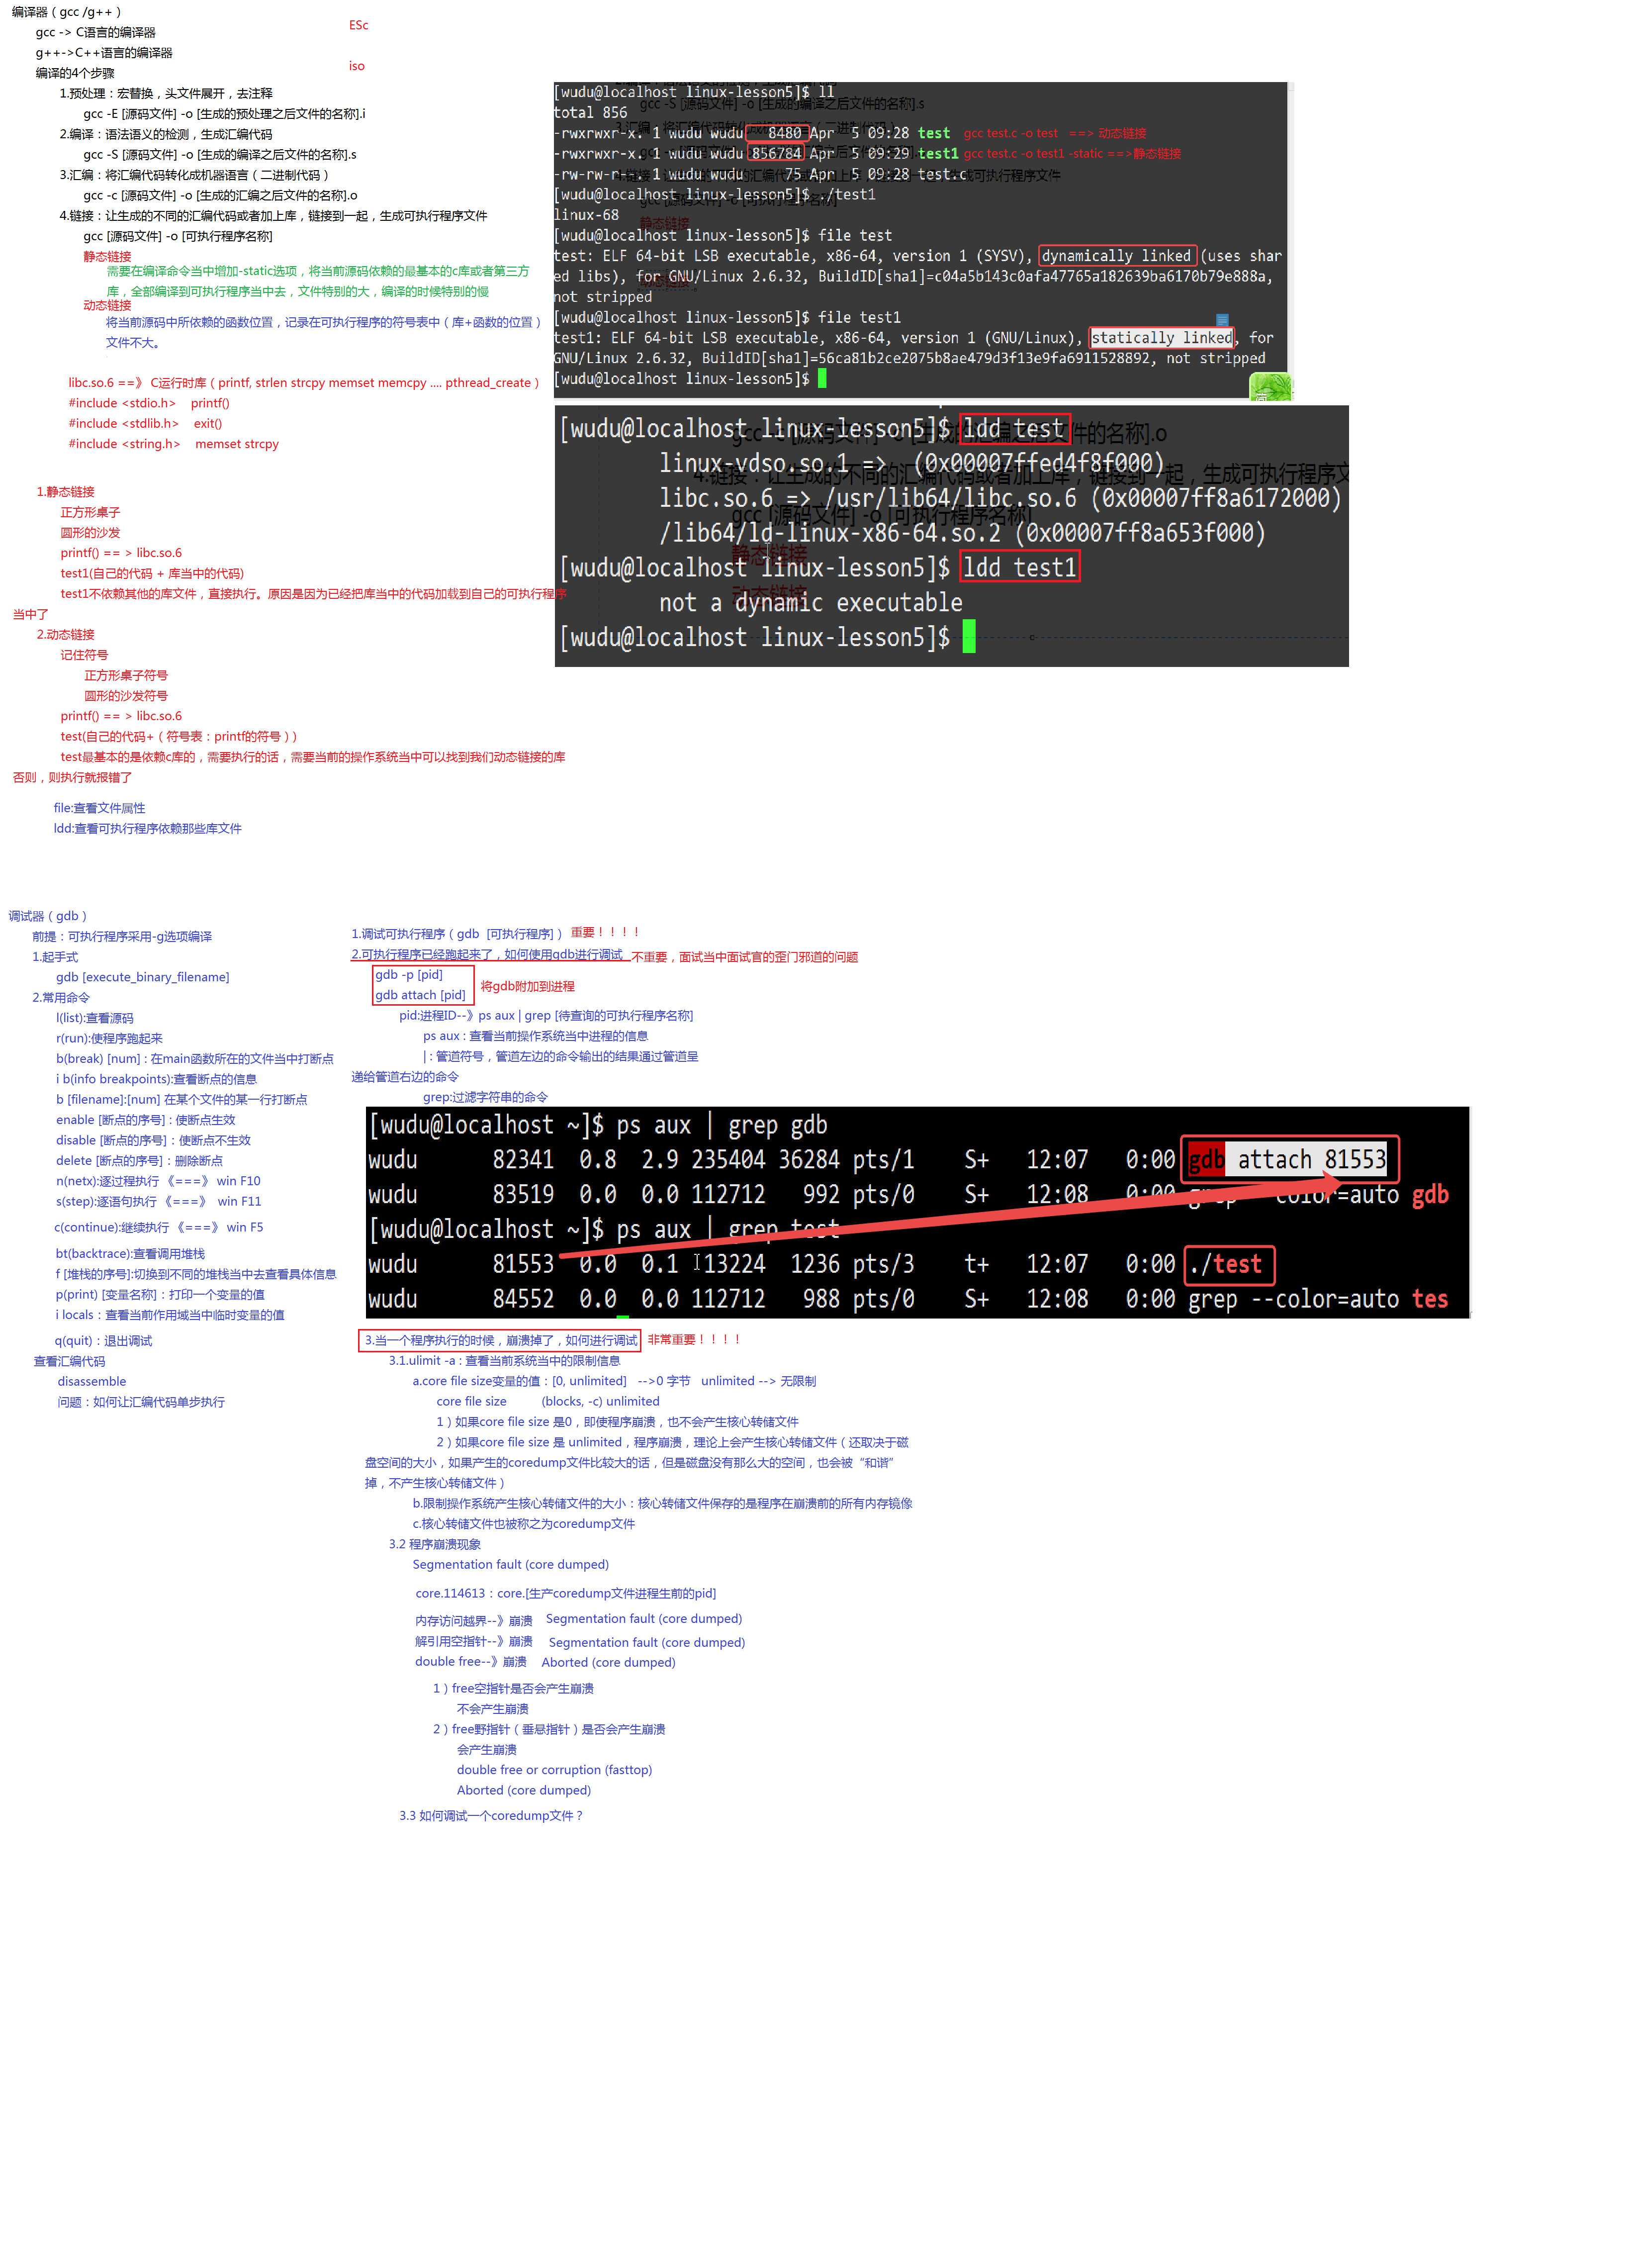 编译器（gcc /g++）
gcc -> C语言的编译器
g++->C++语言的编译器
编译的4个步骤
1.预处理：宏替换，头文件展开，去注释
gcc -E [源码文件] -o [生成的预处理之后文件的名称].i
2.编译：语法语义的检测，生成汇编代码
gcc -S [源码文件] -o [生成的编译之后文件的名称].s
3.汇编：将汇编代码转化成机器语言（二进制代码）
gcc -c [源码文件] -o [生成的汇编之后文件的名称].o
4.链接：让生成的不同的汇编代码或者加上库，链接到一起，生成可执行程序文件
gcc [源码文件] -o [可执行程序名称]
静态链接
需要在编译命令当中增加-static选项，将当前源码依赖的最基本的c库或者第三方
库，全部编译到可执行程序当中去，文件特别的大，编译的时候特别的慢
动态链接
将当前源码中所依赖的函数位置，记录在可执行程序的符号表中（库+函数的位置）
文件不大。
ESc
iso
libc.so.6 ==》 C运行时库（printf, strlen strcpy memset memcpy .... pthread_create）
#include <stdio.h> printf()
#include <stdlib.h> exit()
#include <string.h> memset strcpy
1.静态链接
正方形桌子
圆形的沙发
printf() == > libc.so.6
test1(自己的代码 + 库当中的代码)
test1不依赖其他的库文件，直接执行。原因是因为已经把库当中的代码加载到自己的可执行程序
当中了
2.动态链接
记住符号
正方形桌子符号
圆形的沙发符号
printf() == > libc.so.6
test(自己的代码+（符号表：printf的符号）)
test最基本的是依赖c库的，需要执行的话，需要当前的操作系统当中可以找到我们动态链接的库
否则，则执行就报错了
file:查看文件属性
ldd:查看可执行程序依赖那些库文件
[wudu@localhost linux-lesson5]$ ll
total 856
-rwxrwxr-x. 1 wudu wudu 8480 Apr 5 09:28 test gcc test.c -o test ==> 动态链接
-rwxrwxr-x. 1 wudu wudu 856784 Apr 5 09:29 test1 gcc test.c -o test1 -static ==>静态链接
-rw-rw-r--. 1 wudu wudu 75 Apr 5 09:28 test.c
[wudu@localhost linux-lesson5]$ ./test1
linux-68
[wudu@localhost linux-lesson5]$ file test
test: ELF 64-bit LSB executable, x86-64, version 1 (SYSV), dynamically linked (uses shar
ed libs), for GNU/Linux 2.6.32, BuildID[sha1]=c04a5b143c0afa47765a182639ba6170b79e888a,
not stripped
[wudu@localhost linux-lesson5]$ file test1
test1: ELF 64-bit LSB executable, x86-64, version 1 (GNU/Linux), statically linked, for
GNU/Linux 2.6.32, BuildID[sha1]=56ca81b2ce2075b8ae479d3f13e9fa6911528892, not stripped
[wudu@localhost linux-lesson5]$
[wudu@localhost linux-lesson5]$ ldd test
linux-vdso.so.1 => (0x00007ffed4f8f000)
libc.so.6 => /usr/lib64/libc.so.6 (0x00007ff8a6172000)
/lib64/ld-linux-x86-64.so.2 (0x00007ff8a653f000)
[wudu@localhost linux-lesson5]$ ldd test1
not a dynamic executable
[wudu@localhost linux-lesson5]$
调试器（gdb）
前提：可执行程序采用-g选项编译
1.起手式
gdb [execute_binary_filename]
2.常用命令
l(list):查看源码
r(run):使程序跑起来
b(break) [num] : 在main函数所在的文件当中打断点
i b(info breakpoints):查看断点的信息
b [filename]:[num] 在某个文件的某一行打断点
enable [断点的序号] : 使断点生效
disable [断点的序号]：使断点不生效
delete [断点的序号]：删除断点
n(netx):逐过程执行 《===》 win F10
s(step):逐语句执行 《===》 win F11
c(continue):继续执行 《===》 win F5
bt(backtrace):查看调用堆栈
f [堆栈的序号]:切换到不同的堆栈当中去查看具体信息
p(print) [变量名称]：打印一个变量的值
i locals：查看当前作用域当中临时变量的值
q(quit)：退出调试
查看汇编代码
disassemble
问题：如何让汇编代码单步执行
1.调试可执行程序（gdb [可执行程序]） 重要！！！！
2.可执行程序已经跑起来了，如何使用gdb进行调试 不重要，面试当中面试官的歪门邪道的问题
gdb -p [pid]
gdb attach [pid] 将gdb附加到进程
pid:进程ID--》ps aux | grep [待查询的可执行程序名称]
ps aux : 查看当前操作系统当中进程的信息
|：管道符号，管道左边的命令输出的结果通过管道呈
递给管道右边的命令
grep:过滤字符串的命令
[wudu@localhost ~]$ ps aux | grep gdb
wudu 82341 0.8 2.9 235404 36284 pts/1 S+ 12:07 0:00 gdb attach 81553
wudu 83519 0.0 0.0 112712 992 pts/0 S+ 12:08 0:00 grep --color=auto gdb
[wudu@localhost ~]$ ps aux | grep test
wudu 81553 0.0 0.1 113224 1236 pts/3 t+ 12:07 0:00 ./test
wudu 84552 0.0 0.0 112712 988 pts/0 S+ 12:08 0:00 grep --color=auto tes
3.当一个程序执行的时候，崩溃掉了，如何进行调试 非常重要！！！！
3.1.ulimit -a : 查看当前系统当中的限制信息
a.core file size变量的值：[0, unlimited] -->0 字节 unlimited --> 无限制
core file size (blocks, -c) unlimited
1）如果core file size 是0，即使程序崩溃，也不会产生核心转储文件
2）如果core file size 是 unlimited，程序崩溃，理论上会产生核心转储文件（还取决于磁
盘空间的大小，如果产生的coredump文件比较大的话，但是磁盘没有那么大的空间，也会被“和谐”
掉，不产生核心转储文件）
b.限制操作系统产生核心转储文件的大小：核心转储文件保存的是程序在崩溃前的所有内存镜像
c.核心转储文件也被称之为coredump文件
3.2 程序崩溃现象
Segmentation fault (core dumped)
core.114613：core.[生产coredump文件进程生前的pid]
内存访问越界--》崩溃 Segmentation fault (core dumped)
解引用空指针--》崩溃 Segmentation fault (core dumped)
double free--》崩溃 Aborted (core dumped)
1）free空指针是否会产生崩溃
不会产生崩溃
2）free野指针（垂悬指针）是否会产生崩溃
会产生崩溃
double free or corruption (fasttop)
Aborted (core dumped)
3.3 如何调试一个coredump文件？